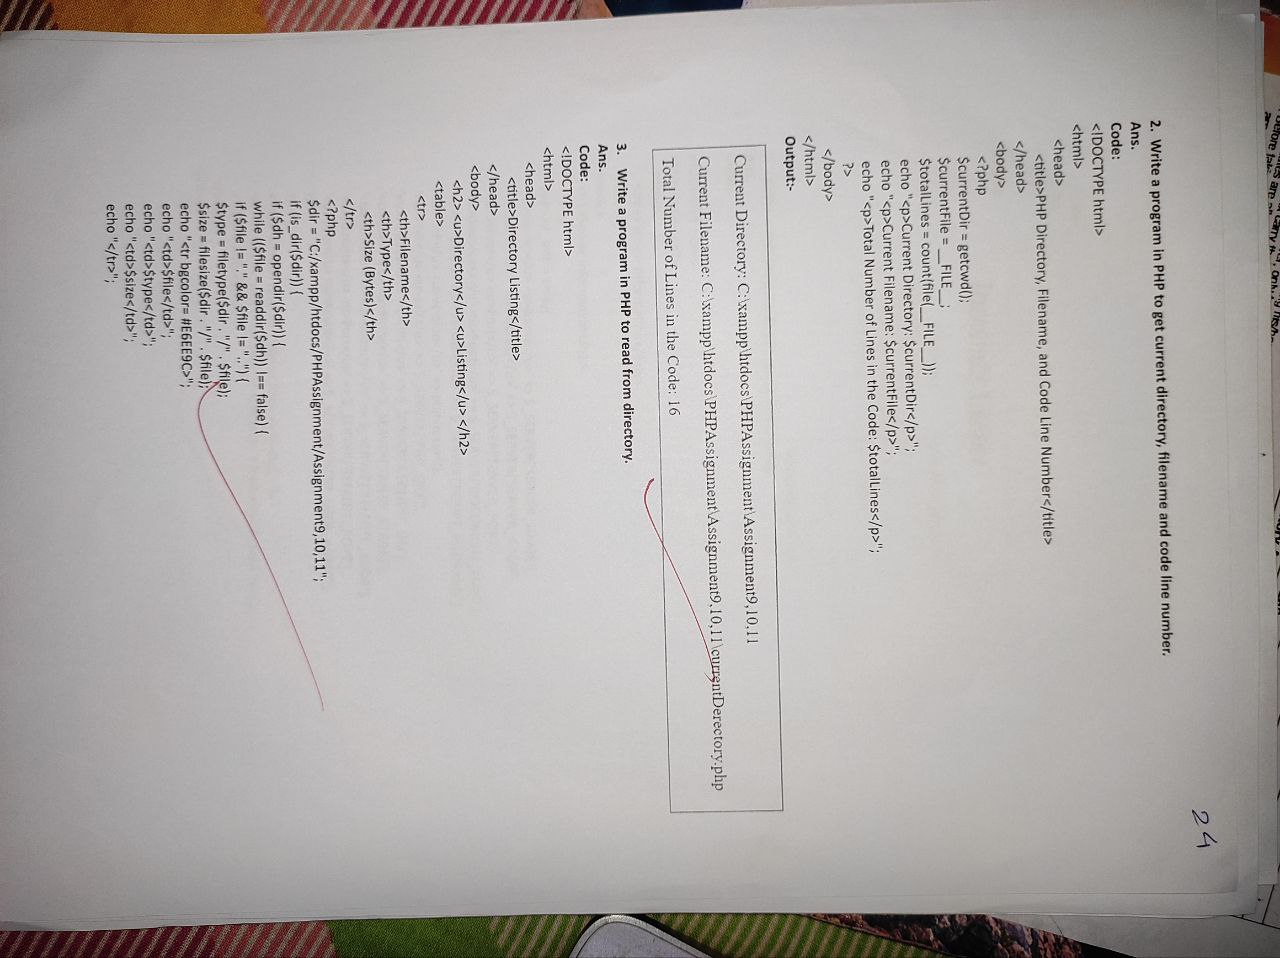 24
2. Write a program in PHP to get current directory, filename and code line number.
Ans.
Code:
<!DOCTYPE html>
<html>
<head>
<title>PHP Directory, Filename, and Code Line Number</title>
</head>
<body>
<?php
$currentDir = getcwd();
$currentFile = __FILE__;
$totalLines = count(file(__FILE__));
echo "<p>Current Directory: $currentDir</p>";
echo "<p>Current Filename: $currentFile</p>";
echo "<p>Total Number of Lines in the Code: $totalLines</p>";
?>
</body>
</html>
Output:-
Current Directory: C:\xampp\htdocs\PHPAssignment\Assignment9,10,11
Current Filename: C:\xampp\htdocs\PHPAssignment\Assignment9,10,11\currentDerectory.php
Total Number of Lines in the Code: 16
3. Write a program in PHP to read from directory.
Ans.
Code:
<!DOCTYPE html>
<html>
<head>
<title>Directory Listing</title>
</head>
<body>
<h2> <u>Directory</u> <u>Listing</u> </h2>
<table>
<tr>
<th>Filename</th>
<th>Type</th>
<th>Size (Bytes)</th>
</tr>
<?php
$dir = "C:/xampp/htdocs/PHPAssignment/Assignment9,10,11";
if (is_dir($dir)) {
if ($dh = opendir($dir)) {
while (($file = readdir($dh)) !== false) {
if ($file != "." && $file != "..") {
$type = filetype($dir . "/" . $file);
$size = filesize($dir . "/" . $file);
echo "<tr bgcolor= #E6EE9C>";
echo "<td>$file</td>";
echo "<td>$type</td>";
echo "<td>$size</td>";
echo "</tr>";